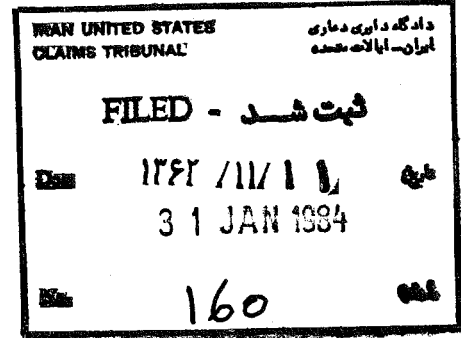 IRAN UNITED STATES دادگاه داوری دعاوی
CLAIMS TRIBUNAL ایران - ایالات متحده
FILED - ثبت شد
Date ۱۳۶۲ /۱۱/ ۱۱ تاریخ
31 JAN 1984
No. 160